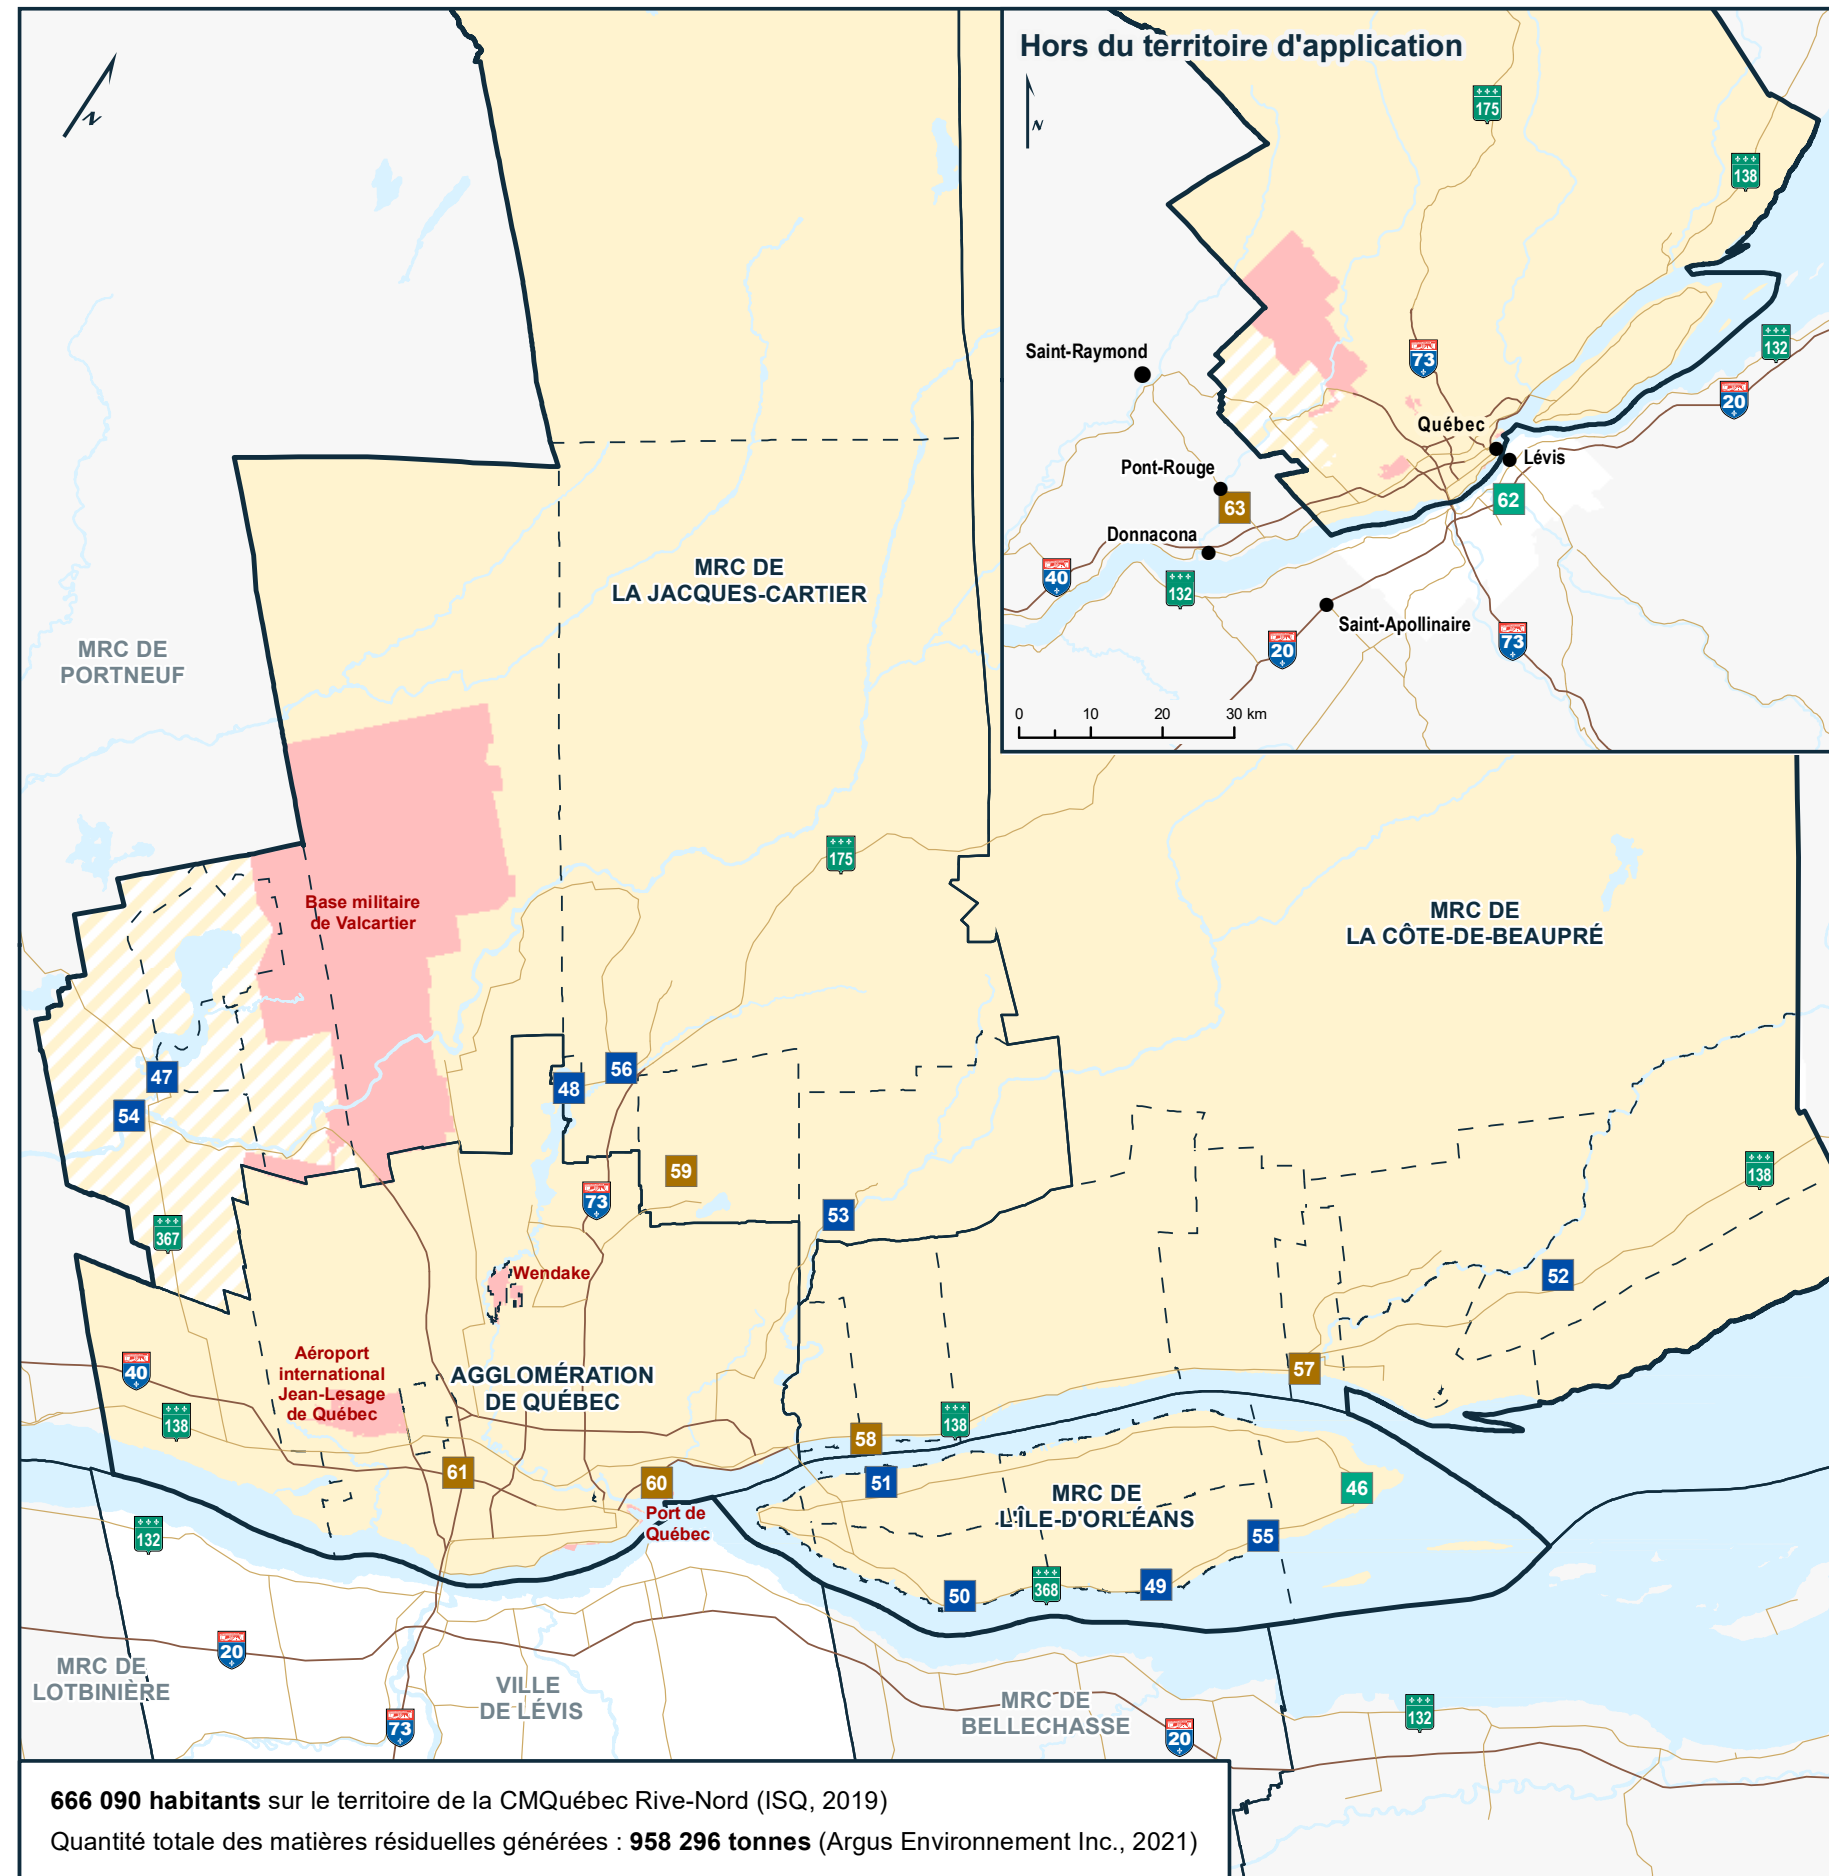 Hors du territoire d'application
N
N
175
138
Saint-Raymond
73
132
20
Québec
Lévis
Pont-Rouge
63
62
Donnacona
40
132
Saint-Apollinaire
20
73
0 10 20 30 km
MRC DE
LA JACQUES-CARTIER
MRC DE
PORTNEUF
175
Base militaire
de Valcartier
MRC DE
LA CÔTE-DE-BEAUPRÉ
47
54
48
56
59
73
53
138
367
Wendake
52
40
Aéroport
international
Jean-Lesage
de Québec
AGGLOMÉRATION
DE QUÉBEC
57
138
138
58
61
60
51
46
MRC DE
L'ÎLE-D'ORLÉANS
Port de
Québec
132
55
50
368
49
20
MRC DE
LOTBINIÈRE
VILLE
DE LÉVIS
73
MRC DE
BELLECHASSE
20
132
666 090 habitants sur le territoire de la CMQuébec Rive-Nord (ISQ, 2019)
Quantité totale des matières résiduelles générées : 958 296 tonnes (Argus Environnement Inc., 2021)